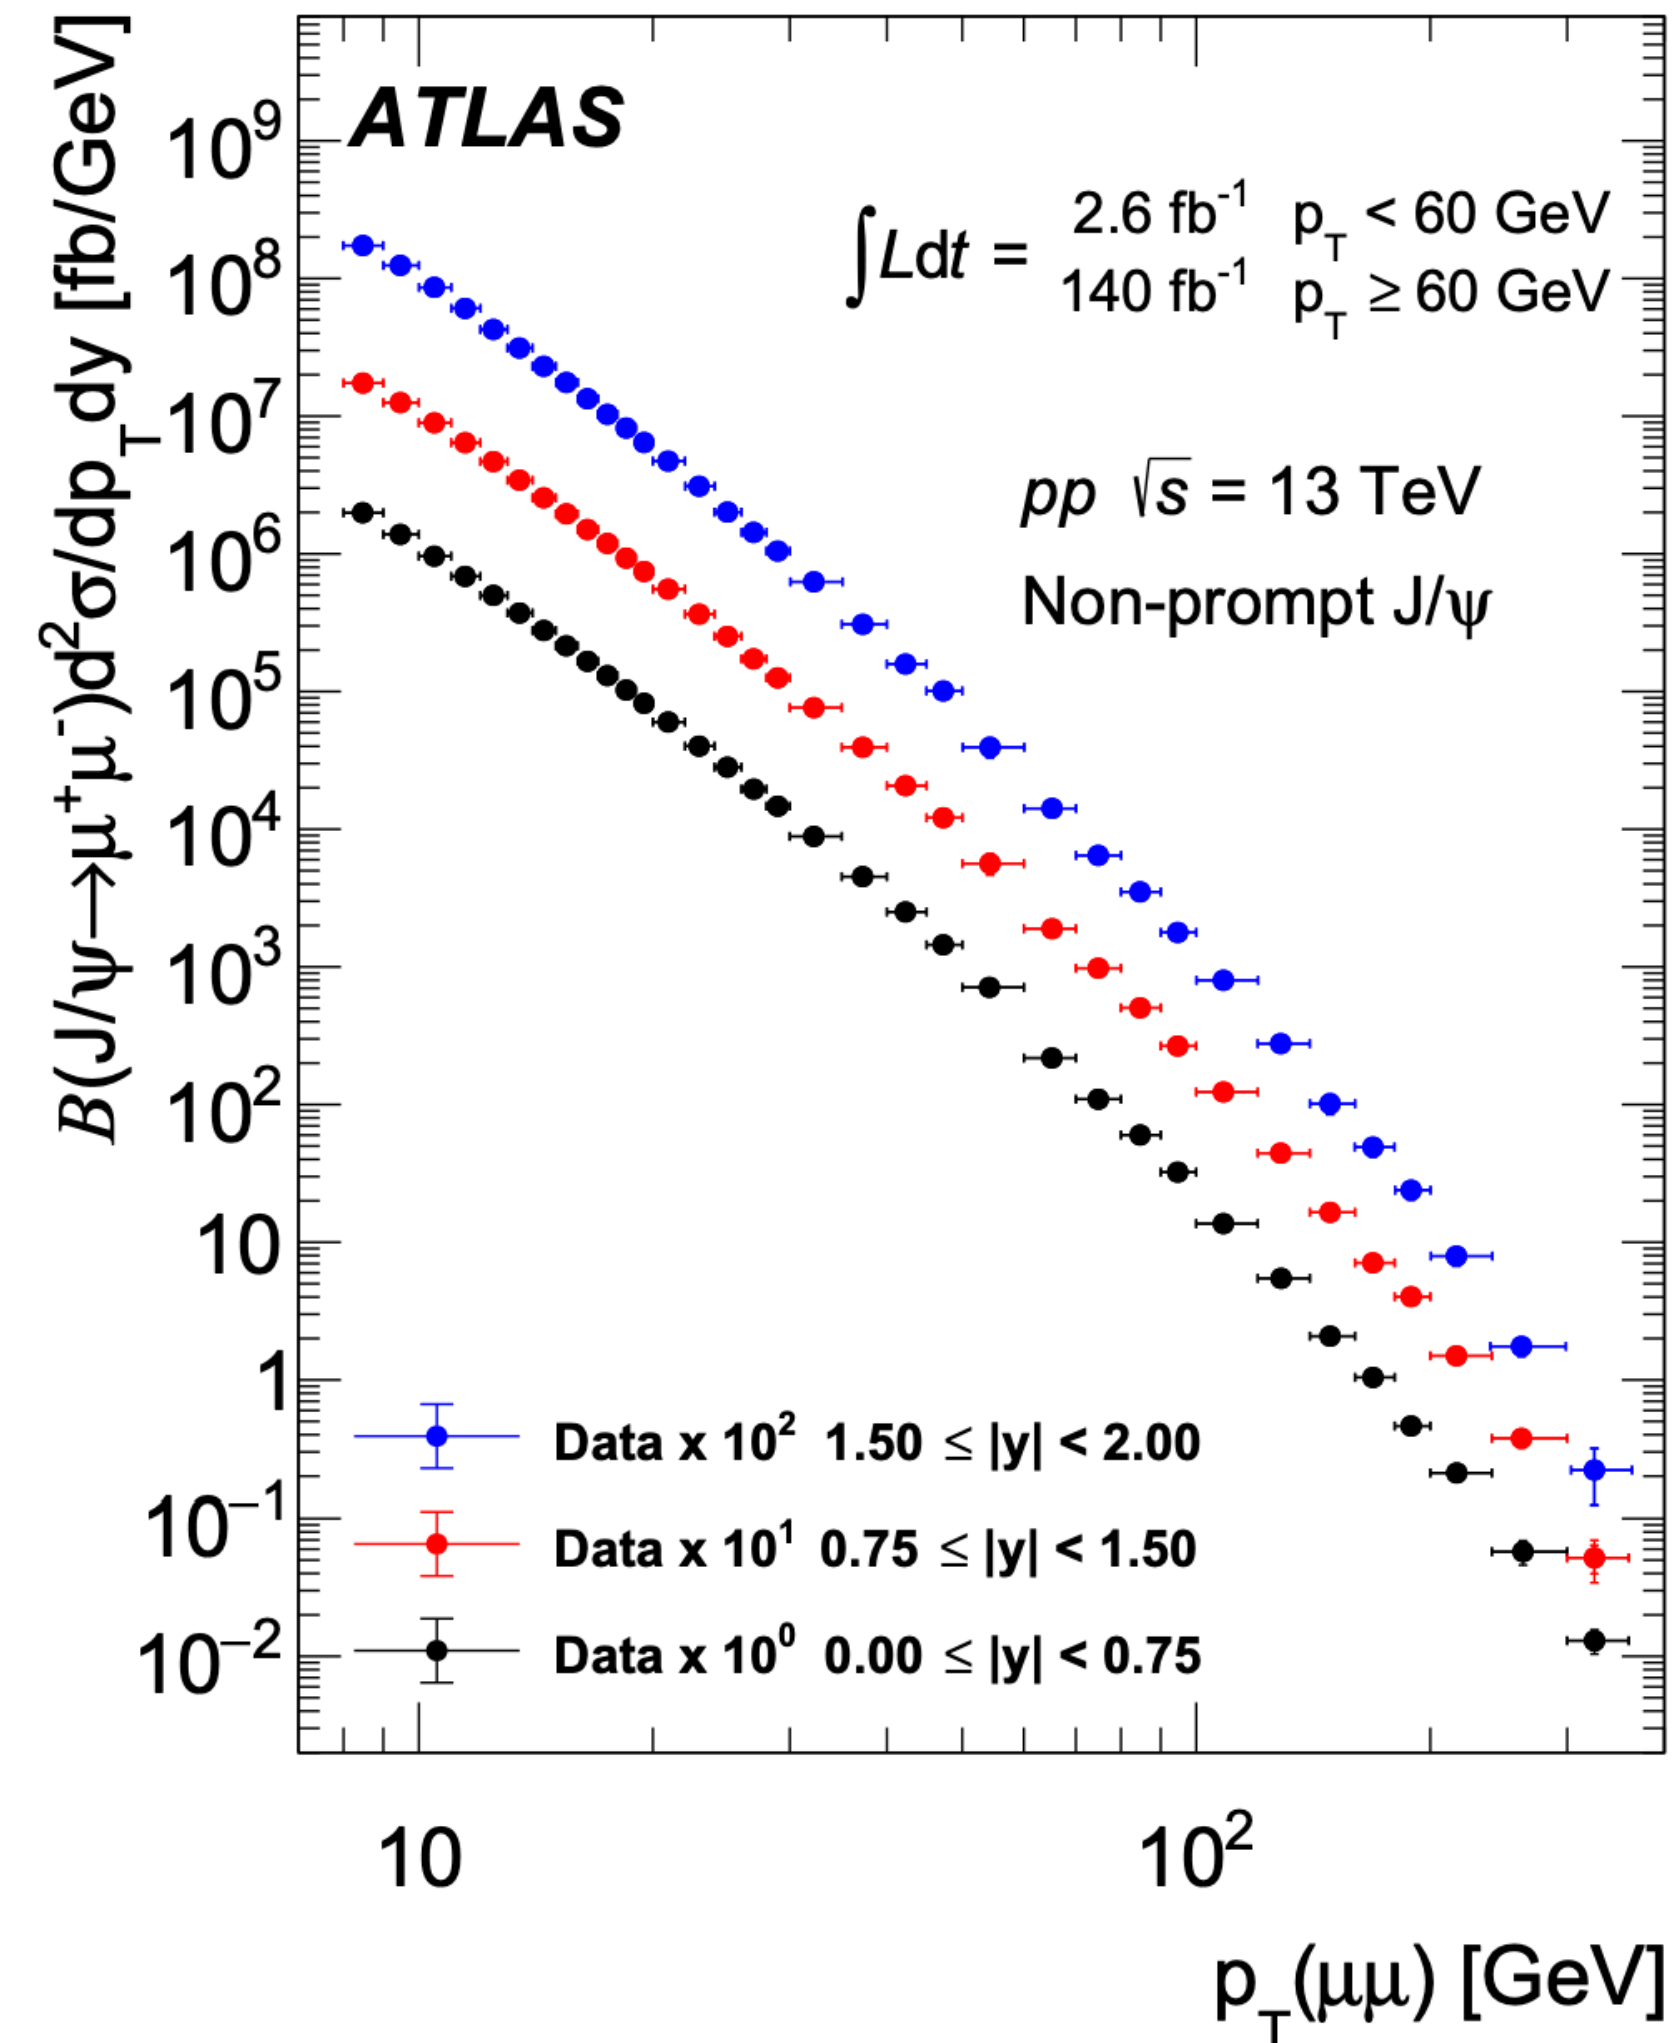 B(J/ψ→μ⁺μ⁻)d²σ/dp_T dy [fb/GeV]
10⁹
10⁸
10⁷
10⁶
10⁵
10⁴
10³
10²
10
1
10⁻¹
10⁻²
ATLAS
∫Ldt = 2.6 fb⁻¹ p_T < 60 GeV
140 fb⁻¹ p_T ≥ 60 GeV
pp √s = 13 TeV
Non-prompt J/ψ
Data x 10² 1.50 ≤ |y| < 2.00
Data x 10¹ 0.75 ≤ |y| < 1.50
Data x 10⁰ 0.00 ≤ |y| < 0.75
10 10²
p_T(μμ) [GeV]